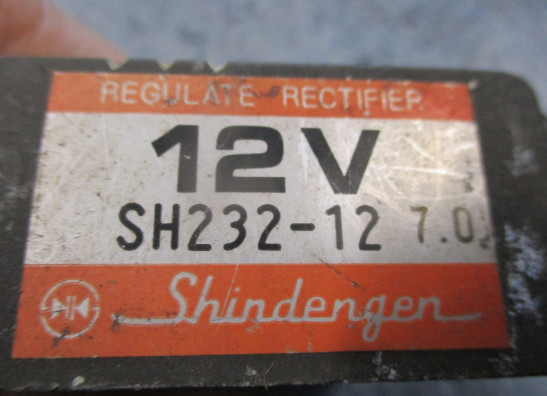 REGULATE RECTIFIER
12V
SH232-12 7.0
Shindengen